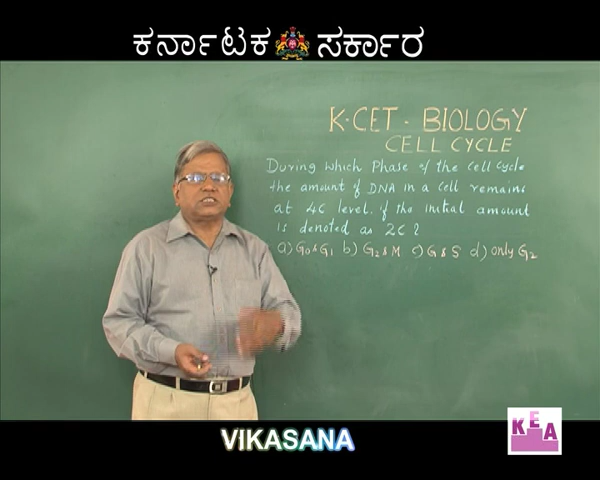 ಕರ್ನಾಟಕ ಸರ್ಕಾರ
K-CET - BIOLOGY
CELL CYCLE
During which Phase of the cell cycle
the amount of DNA in a cell remains
at 4C level. if the initial amount
is denoted as 2C?
a) G0 & G1 b) G2 & M c) G & S d) only G2
VIKASANA
KEA